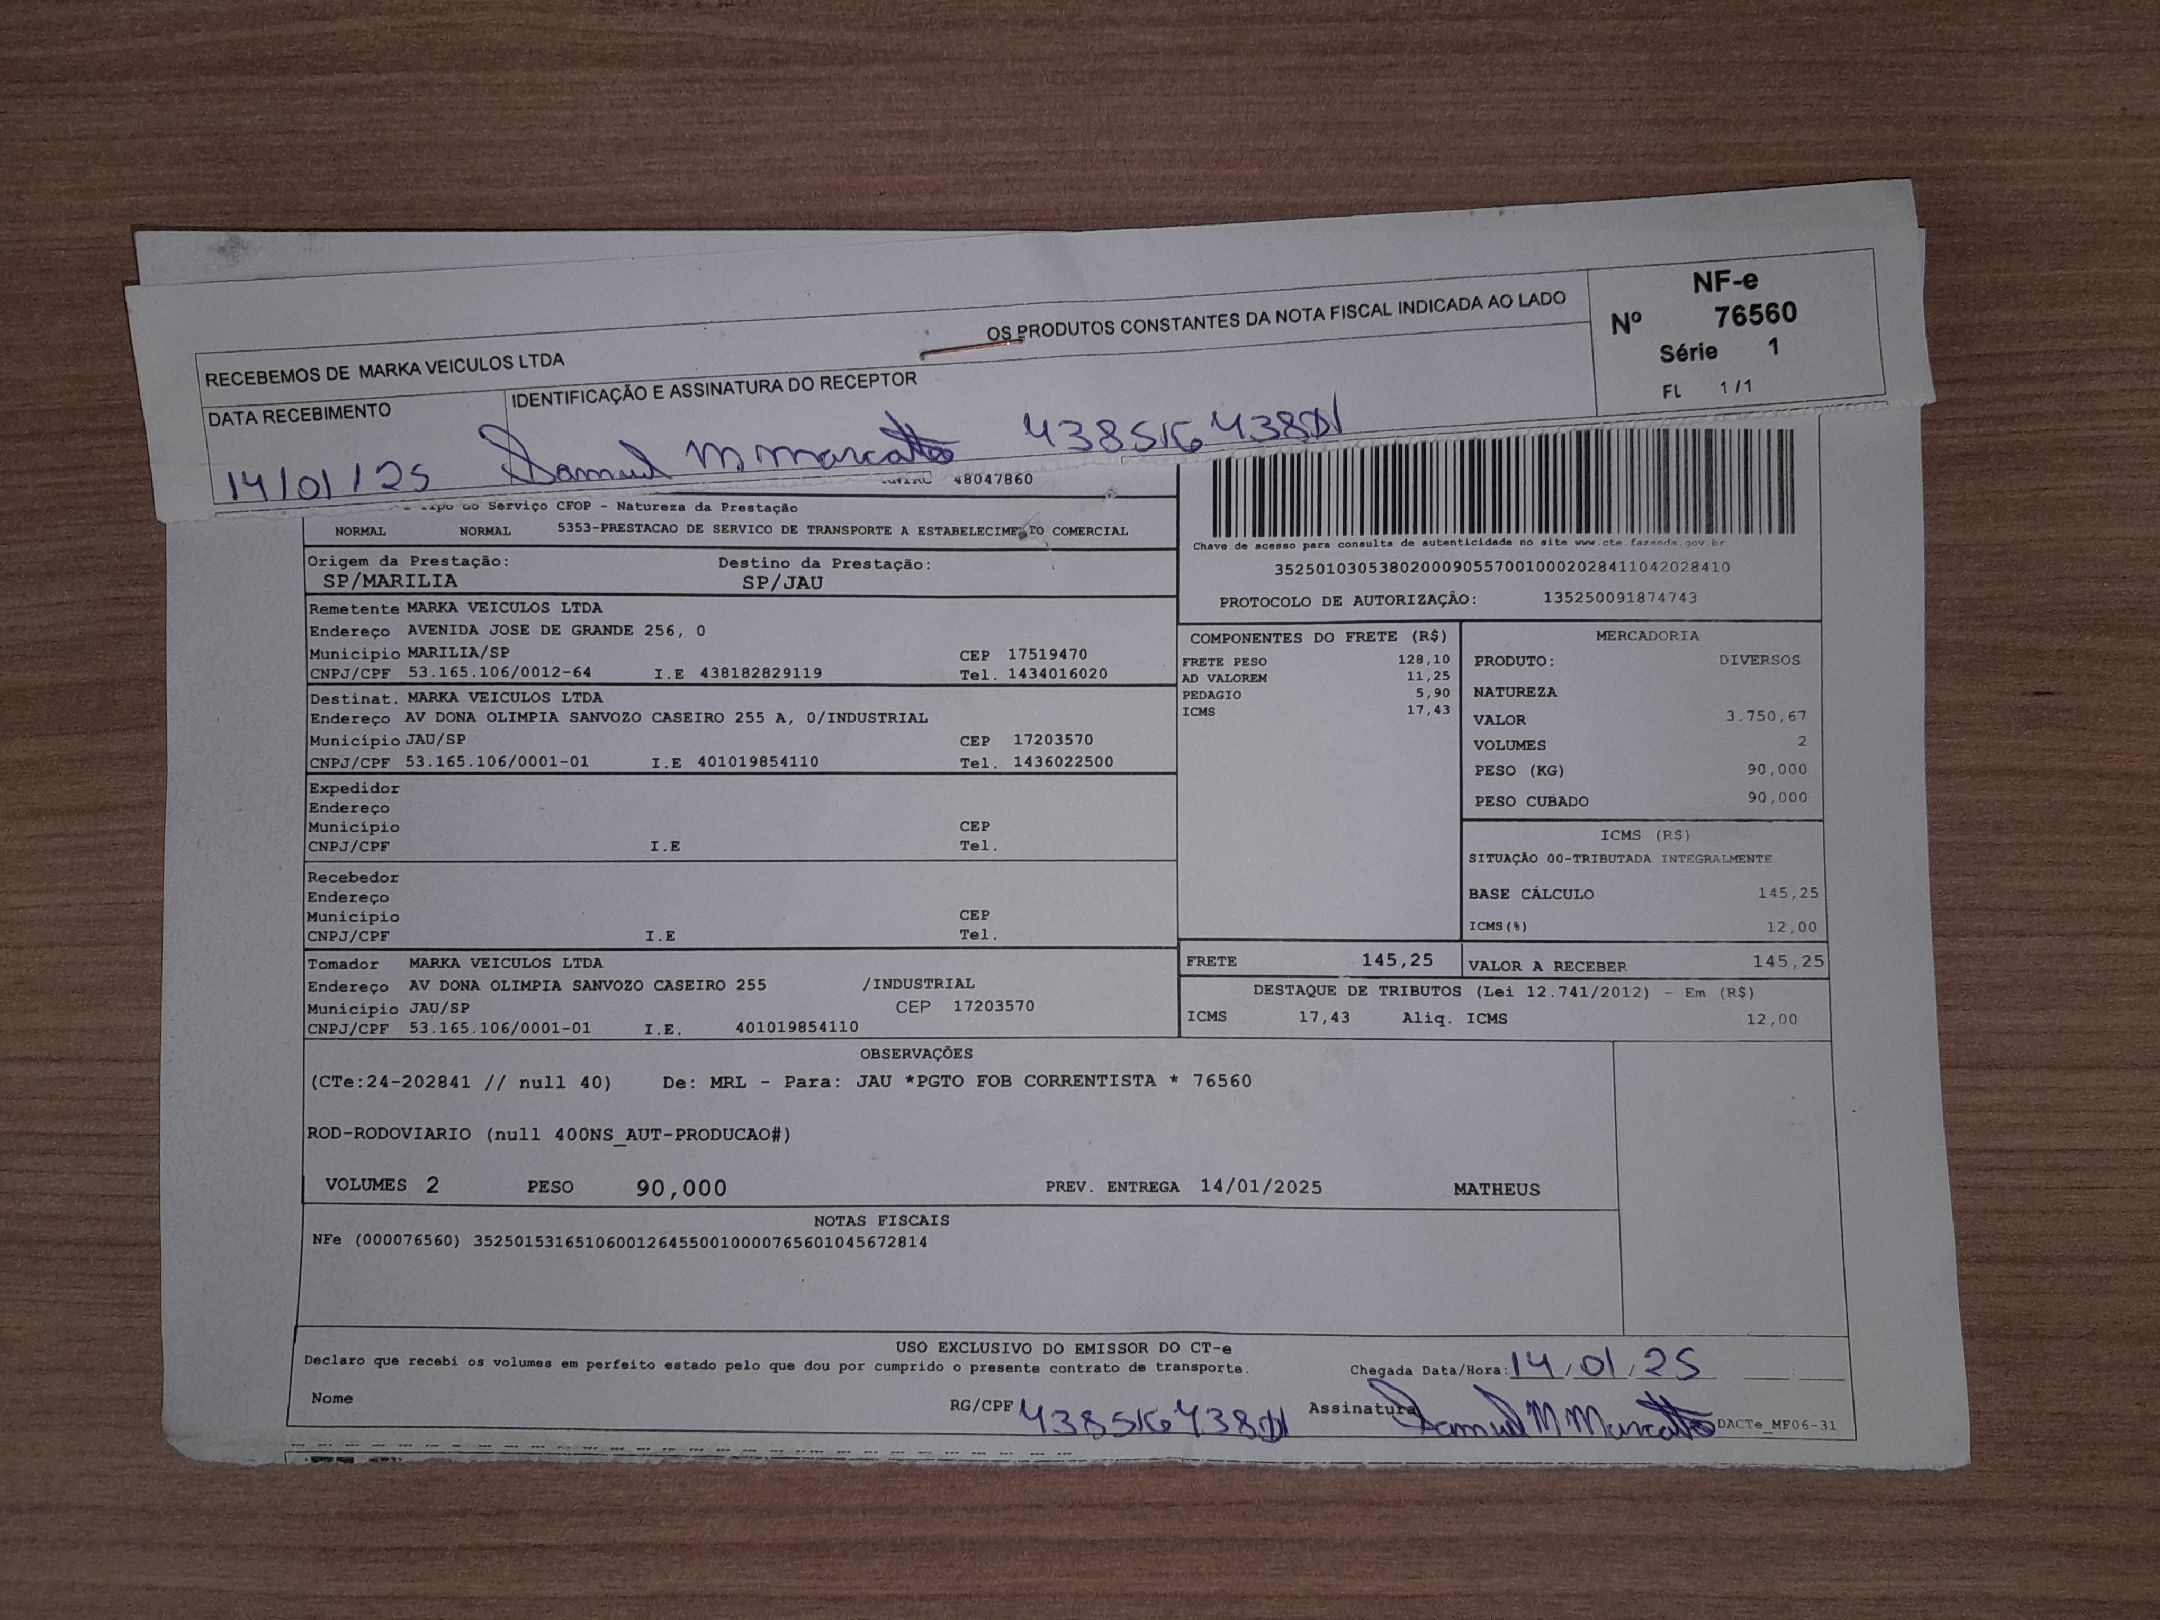 RECEBEMOS DE MARKA VEICULOS LTDA OS PRODUTOS CONSTANTES DA NOTA FISCAL INDICADA AO LADO
NF-e
Nº 76560
Série 1
FL 1 /1
DATA RECEBIMENTO IDENTIFICAÇÃO E ASSINATURA DO RECEPTOR
14/01/25 Samuel M Marcatto
48047860
do Serviço CFOP - Natureza da Prestação
NORMAL NORMAL 5353-PRESTACAO DE SERVICO DE TRANSPORTE A ESTABELECIMENTO COMERCIAL
Chave de acesso para consulta de autenticidade no site www.cte.fazenda.gov.br
35250103053802000905570010002028411042028410
PROTOCOLO DE AUTORIZAÇÃO: 135250091874743
Origem da Prestação: Destino da Prestação:
SP/MARILIA SP/JAU
Remetente MARKA VEICULOS LTDA
Endereço AVENIDA JOSE DE GRANDE 256, 0
Município MARILIA/SP CEP 17519470
CNPJ/CPF 53.165.106/0012-64 I.E 438182829119 Tel. 1434016020
Destinat. MARKA VEICULOS LTDA
Endereço AV DONA OLIMPIA SANVOZO CASEIRO 255 A, 0/INDUSTRIAL
Município JAU/SP CEP 17203570
CNPJ/CPF 53.165.106/0001-01 I.E 401019854110 Tel. 1436022500
Expedidor
Endereço
Município CEP
CNPJ/CPF I.E Tel.
Recebedor
Endereço
Município CEP
CNPJ/CPF I.E Tel.
Tomador MARKA VEICULOS LTDA
Endereço AV DONA OLIMPIA SANVOZO CASEIRO 255 /INDUSTRIAL
Município JAU/SP CEP 17203570
CNPJ/CPF 53.165.106/0001-01 I.E. 401019854110
COMPONENTES DO FRETE (R$)
FRETE PESO 128,10
AD VALOREM 11,25
PEDAGIO 5,90
ICMS 17,43
MERCADORIA
PRODUTO: DIVERSOS
NATUREZA
VALOR 3.750,67
VOLUMES 2
PESO (KG) 90,000
PESO CUBADO 90,000
ICMS (R$)
SITUAÇÃO 00-TRIBUTADA INTEGRALMENTE
BASE CÁLCULO 145,25
ICMS(%) 12,00
FRETE 145,25 VALOR A RECEBER 145,25
DESTAQUE DE TRIBUTOS (Lei 12.741/2012) - Em (R$)
ICMS 17,43 Aliq. ICMS 12,00
OBSERVAÇÕES
(CTe:24-202841 // null 40) De: MRL - Para: JAU *PGTO FOB CORRENTISTA * 76560
ROD-RODOVIARIO (null 400NS_AUT-PRODUCAO#)
VOLUMES 2 PESO 90,000 PREV. ENTREGA 14/01/2025 MATHEUS
NOTAS FISCAIS
NFe (000076560) 35250153165106001264550010000765601045672814
USO EXCLUSIVO DO EMISSOR DO CT-e
Declaro que recebi os volumes em perfeito estado pelo que dou por cumprido o presente contrato de transporte. Chegada Data/Hora: 14/01/25
Nome RG/CPF Assinatura Samuel M Marcatto DACTe_MF06-31